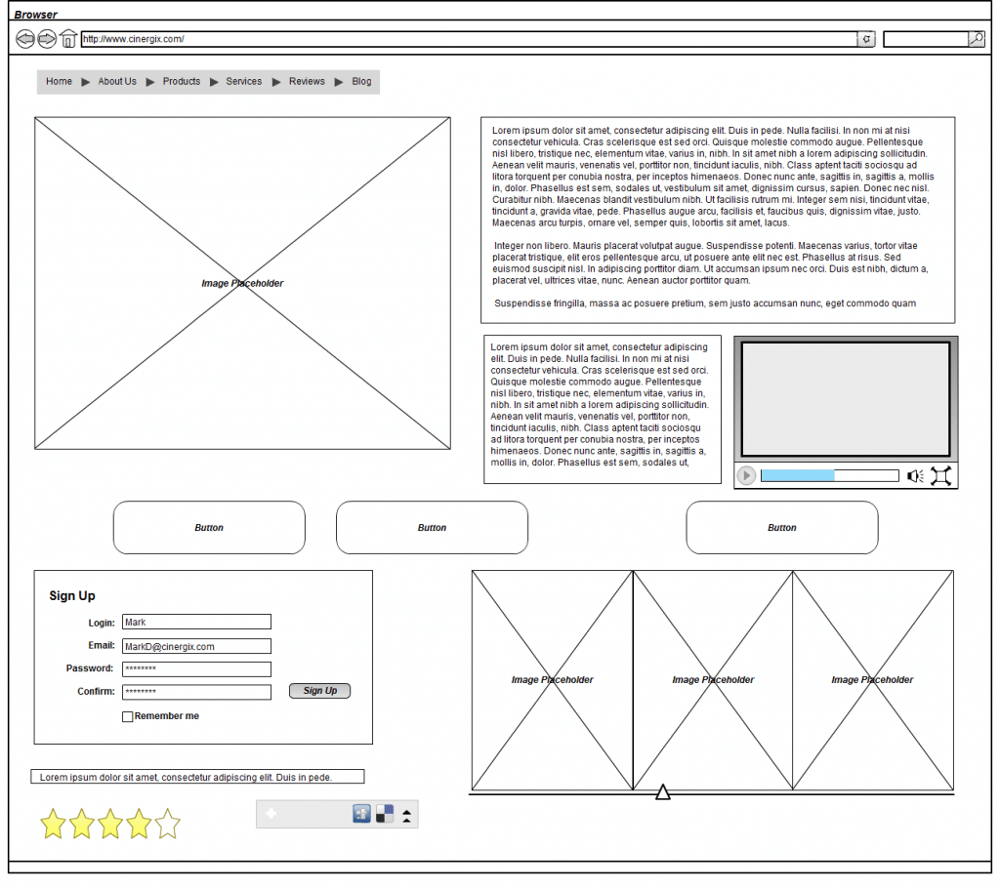 Browser
http://www.cinergix.com/
Home About Us Products Services Reviews Blog
Image Placeholder
Lorem ipsum dolor sit amet, consectetur adipiscing elit. Duis in pede. Nulla facilisi. In non mi at nisi
consectetur vehicula. Cras scelerisque est sed orci. Quisque molestie commodo augue. Pellentesque
nisl libero, tristique nec, elementum vitae, varius in, nibh. In sit amet nibh a lorem adipiscing sollicitudin.
Aenean velit mauris, venenatis vel, porttitor non, tincidunt iaculis, nibh. Class aptent taciti sociosqu ad
litora torquent per conubia nostra, per inceptos himenaeos. Donec nunc ante, sagittis in, sagittis a, mollis
in, dolor. Phasellus est sem, sodales ut, vestibulum sit amet, dignissim cursus, sapien. Donec nec nisl.
Curabitur nibh. Maecenas blandit vestibulum nibh. Ut facilisis rutrum mi. Integer sem nisi, tincidunt vitae,
tincidunt a, gravida vitae, pede. Phasellus augue arcu, facilisis et, faucibus quis, dignissim vitae, justo.
Maecenas arcu turpis, ornare vel, semper quis, lobortis sit amet, lacus.
Integer non libero. Mauris placerat volutpat augue. Suspendisse potenti. Maecenas varius, tortor vitae
placerat tristique, elit eros pellentesque arcu, ut posuere ante elit nec est. Phasellus at risus. Sed
euismod suscipit nisl. In adipiscing porttitor diam. Ut accumsan ipsum nec orci. Duis est nibh, dictum a,
placerat vel, ultrices vitae, nunc. Aenean auctor porttitor quam.
Suspendisse fringilla, massa ac posuere pretium, sem justo accumsan nunc, eget commodo quam
Lorem ipsum dolor sit amet, consectetur adipiscing
elit. Duis in pede. Nulla facilisi. In non mi at nisi
consectetur vehicula. Cras scelerisque est sed orci.
Quisque molestie commodo augue. Pellentesque
nisl libero, tristique nec, elementum vitae, varius in,
nibh. In sit amet nibh a lorem adipiscing sollicitudin.
Aenean velit mauris, venenatis vel, porttitor non,
tincidunt iaculis, nibh. Class aptent taciti sociosqu
ad litora torquent per conubia nostra, per inceptos
himenaeos. Donec nunc ante, sagittis in, sagittis a,
mollis in, dolor. Phasellus est sem, sodales ut,
Button
Button
Button
Sign Up
Login: Mark
Email: MarkD@cinergix.com
Password: ********
Confirm: ********
Sign Up
Remember me
Image Placeholder
Image Placeholder
Image Placeholder
Lorem ipsum dolor sit amet, consectetur adipiscing elit. Duis in pede.